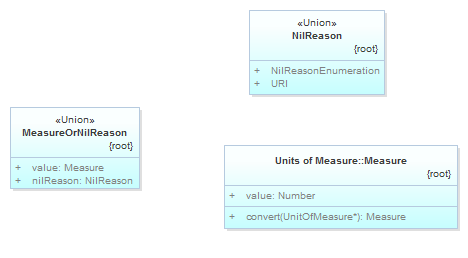 «Union»
NilReason
{root}
+ NilReasonEnumeration
+ URI
«Union»
MeasureOrNilReason
{root}
+ value: Measure
+ nilReason: NilReason
Units of Measure::Measure
{root}
+ value: Number
+ convert(UnitOfMeasure*): Measure